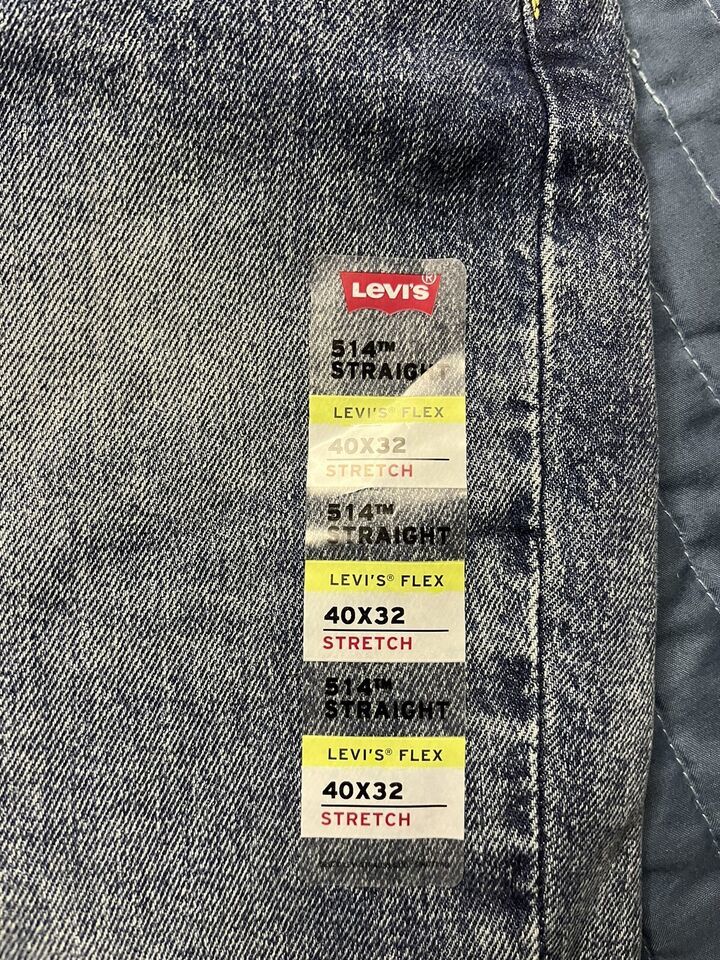 LEVI'S®
514™
STRAIGHT
LEVI'S® FLEX
40X32
STRETCH
514™
STRAIGHT
LEVI'S® FLEX
40X32
STRETCH
514™
STRAIGHT
LEVI'S® FLEX
40X32
STRETCH